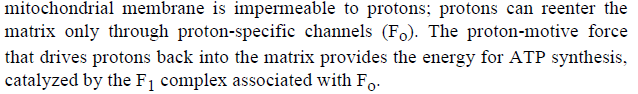 mitochondrial membrane is impermeable to protons; protons can reenter the
matrix only through proton-specific channels (Fₒ). The proton-motive force
that drives protons back into the matrix provides the energy for ATP synthesis,
catalyzed by the F₁ complex associated with Fₒ.